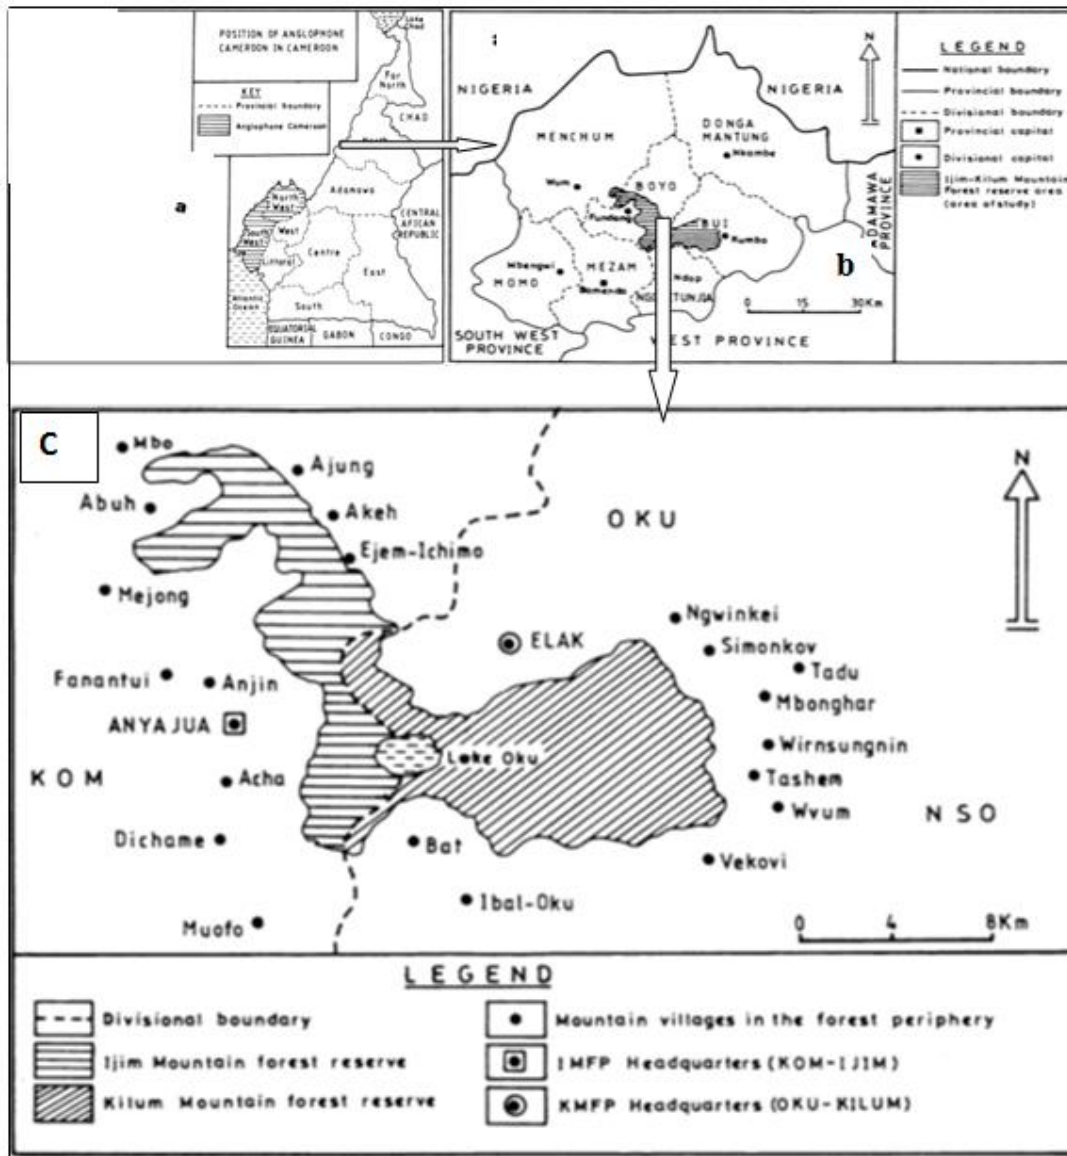 POSITION OF ANGLOPHONE
CAMEROON IN CAMEROON
KEY
Provincial boundary
Anglophone Cameroon
Lake
Chad
Far
North
CHAD
North
Adamawa
North
West
South
West
West
Littoral
Centre
East
South
CENTRAL
AFRICAN
REPUBLIC
Atlantic
Ocean
EQUATORIAL
GUINEA
GABON
CONGO
a
NIGERIA
NIGERIA
MENCHUM
DONGA
MANTUNG
Nkambe
Wum
BOYO
Fundong
BUI
Kumbo
Mbengwi
MOMO
MEZAM
Bamenda
Ndop
SOUTH WEST
PROVINCE
WEST PROVINCE
DAMAWA
PROVINCE
b
N
0 15 30Km
LEGEND
National boundary
Provincial boundary
Divisional boundary
Provincial capital
Divisional capital
Ijim-Kilum Mountain
Forest reserve area
(area of study)
C
Mbo
Ajung
Abuh
Akeh
Ejem-Ichimo
Mejong
OKU
N
Ngwinkei
ELAK
Simonkov
Tadu
Fanantui
Anjin
Mbonghar
ANYAJUA
Wirnsungnin
Lake Oku
KOM
Acha
Tashem
Wvum
NSO
Dichame
Bat
Vekovi
Ibal-Oku
Muofo
0 4 8Km
LEGEND
Divisional boundary
Ijim Mountain forest reserve
Kilum Mountain forest reserve
Mountain villages in the forest periphery
IMFP Headquarters (KOM-IJIM)
KMFP Headquarters (OKU-KILUM)